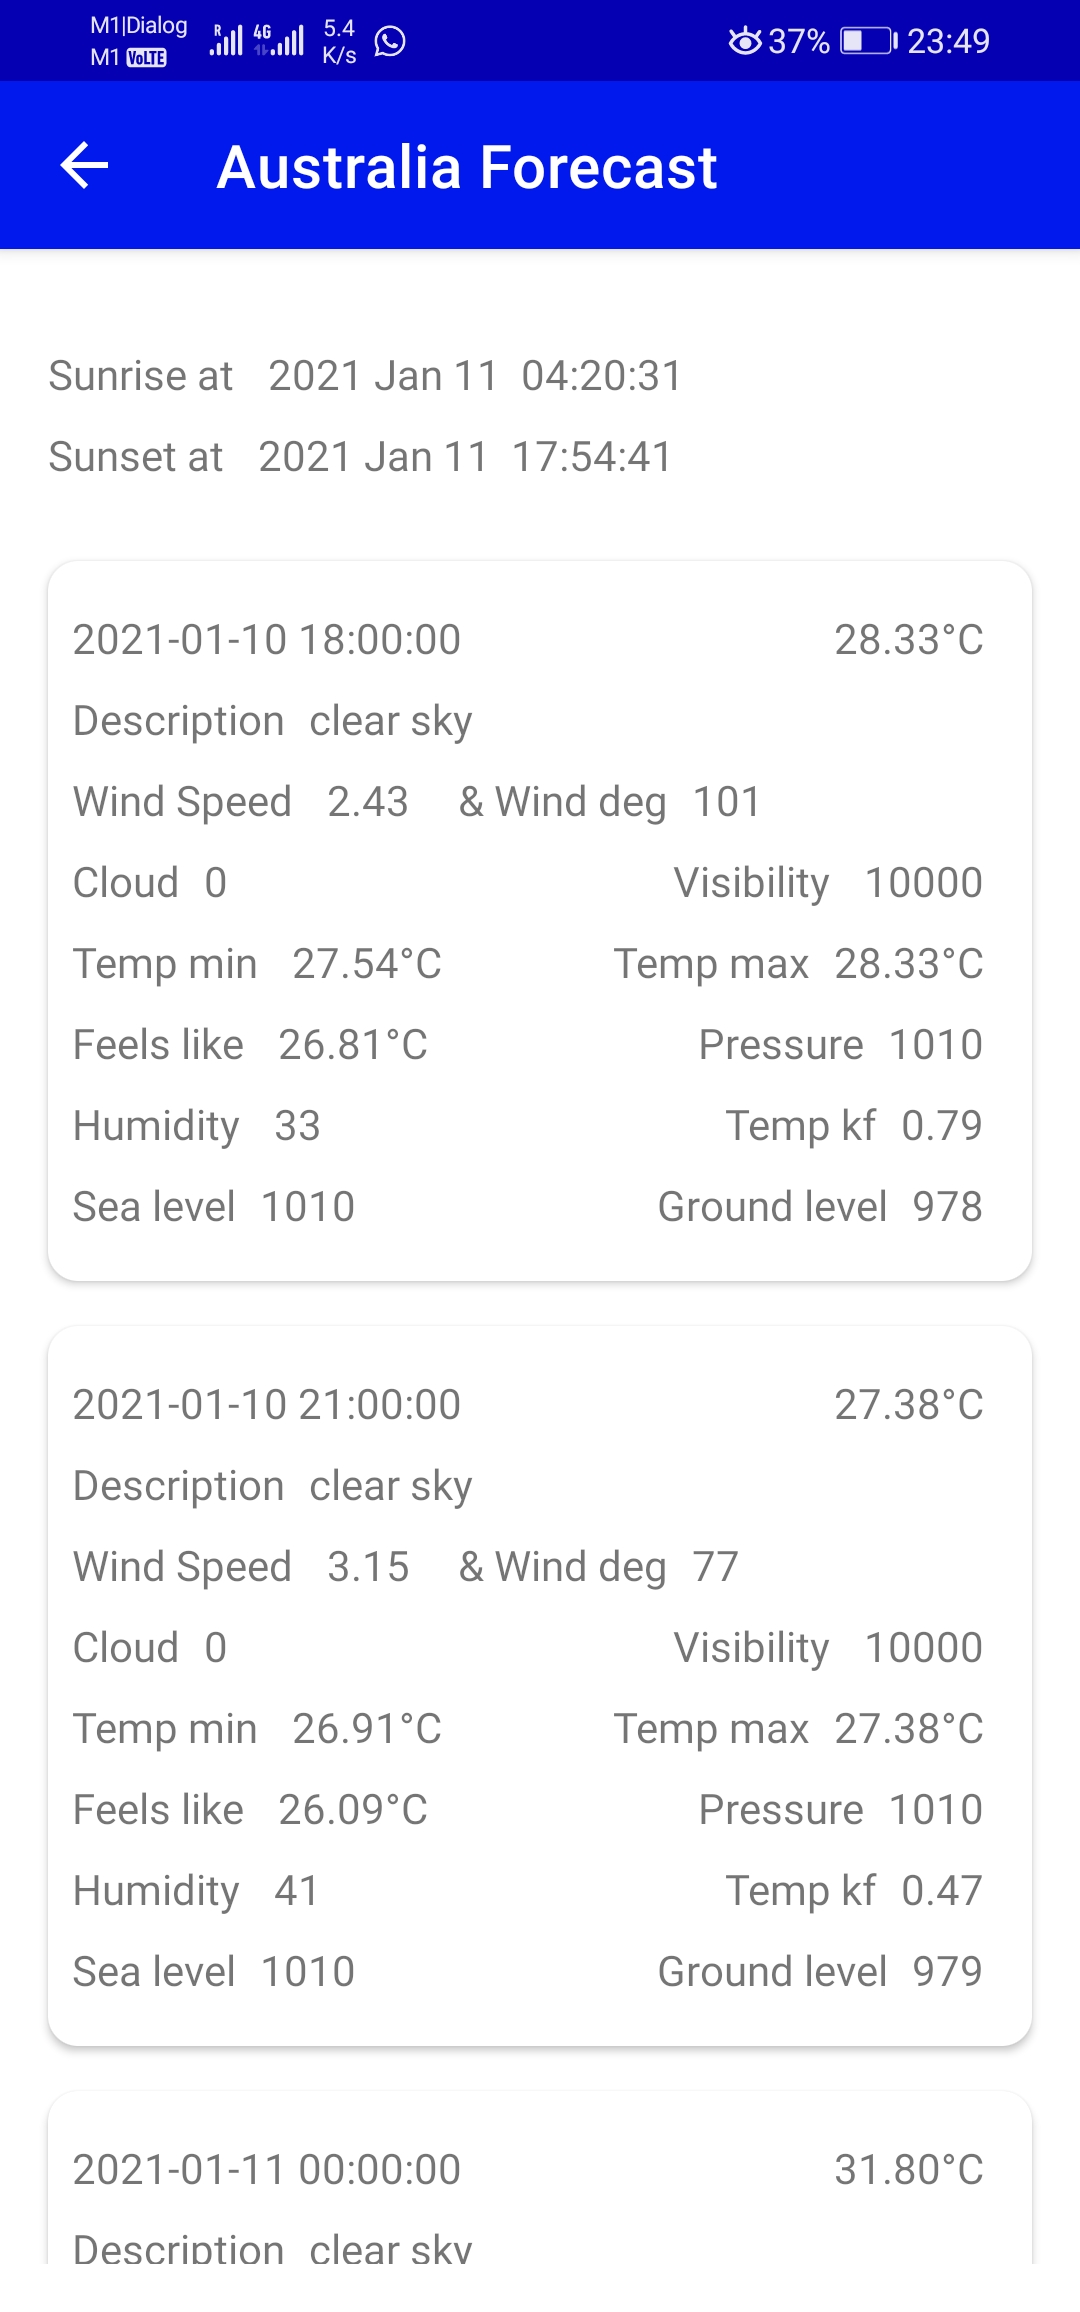 M1|Dialog R 4G 5.4 37% 23:49
M1 VoLTE K/s
Australia Forecast
Sunrise at 2021 Jan 11 04:20:31
Sunset at 2021 Jan 11 17:54:41
2021-01-10 18:00:00 28.33°C
Description clear sky
Wind Speed 2.43 & Wind deg 101
Cloud 0 Visibility 10000
Temp min 27.54°C Temp max 28.33°C
Feels like 26.81°C Pressure 1010
Humidity 33 Temp kf 0.79
Sea level 1010 Ground level 978
2021-01-10 21:00:00 27.38°C
Description clear sky
Wind Speed 3.15 & Wind deg 77
Cloud 0 Visibility 10000
Temp min 26.91°C Temp max 27.38°C
Feels like 26.09°C Pressure 1010
Humidity 41 Temp kf 0.47
Sea level 1010 Ground level 979
2021-01-11 00:00:00 31.80°C
Description clear sky